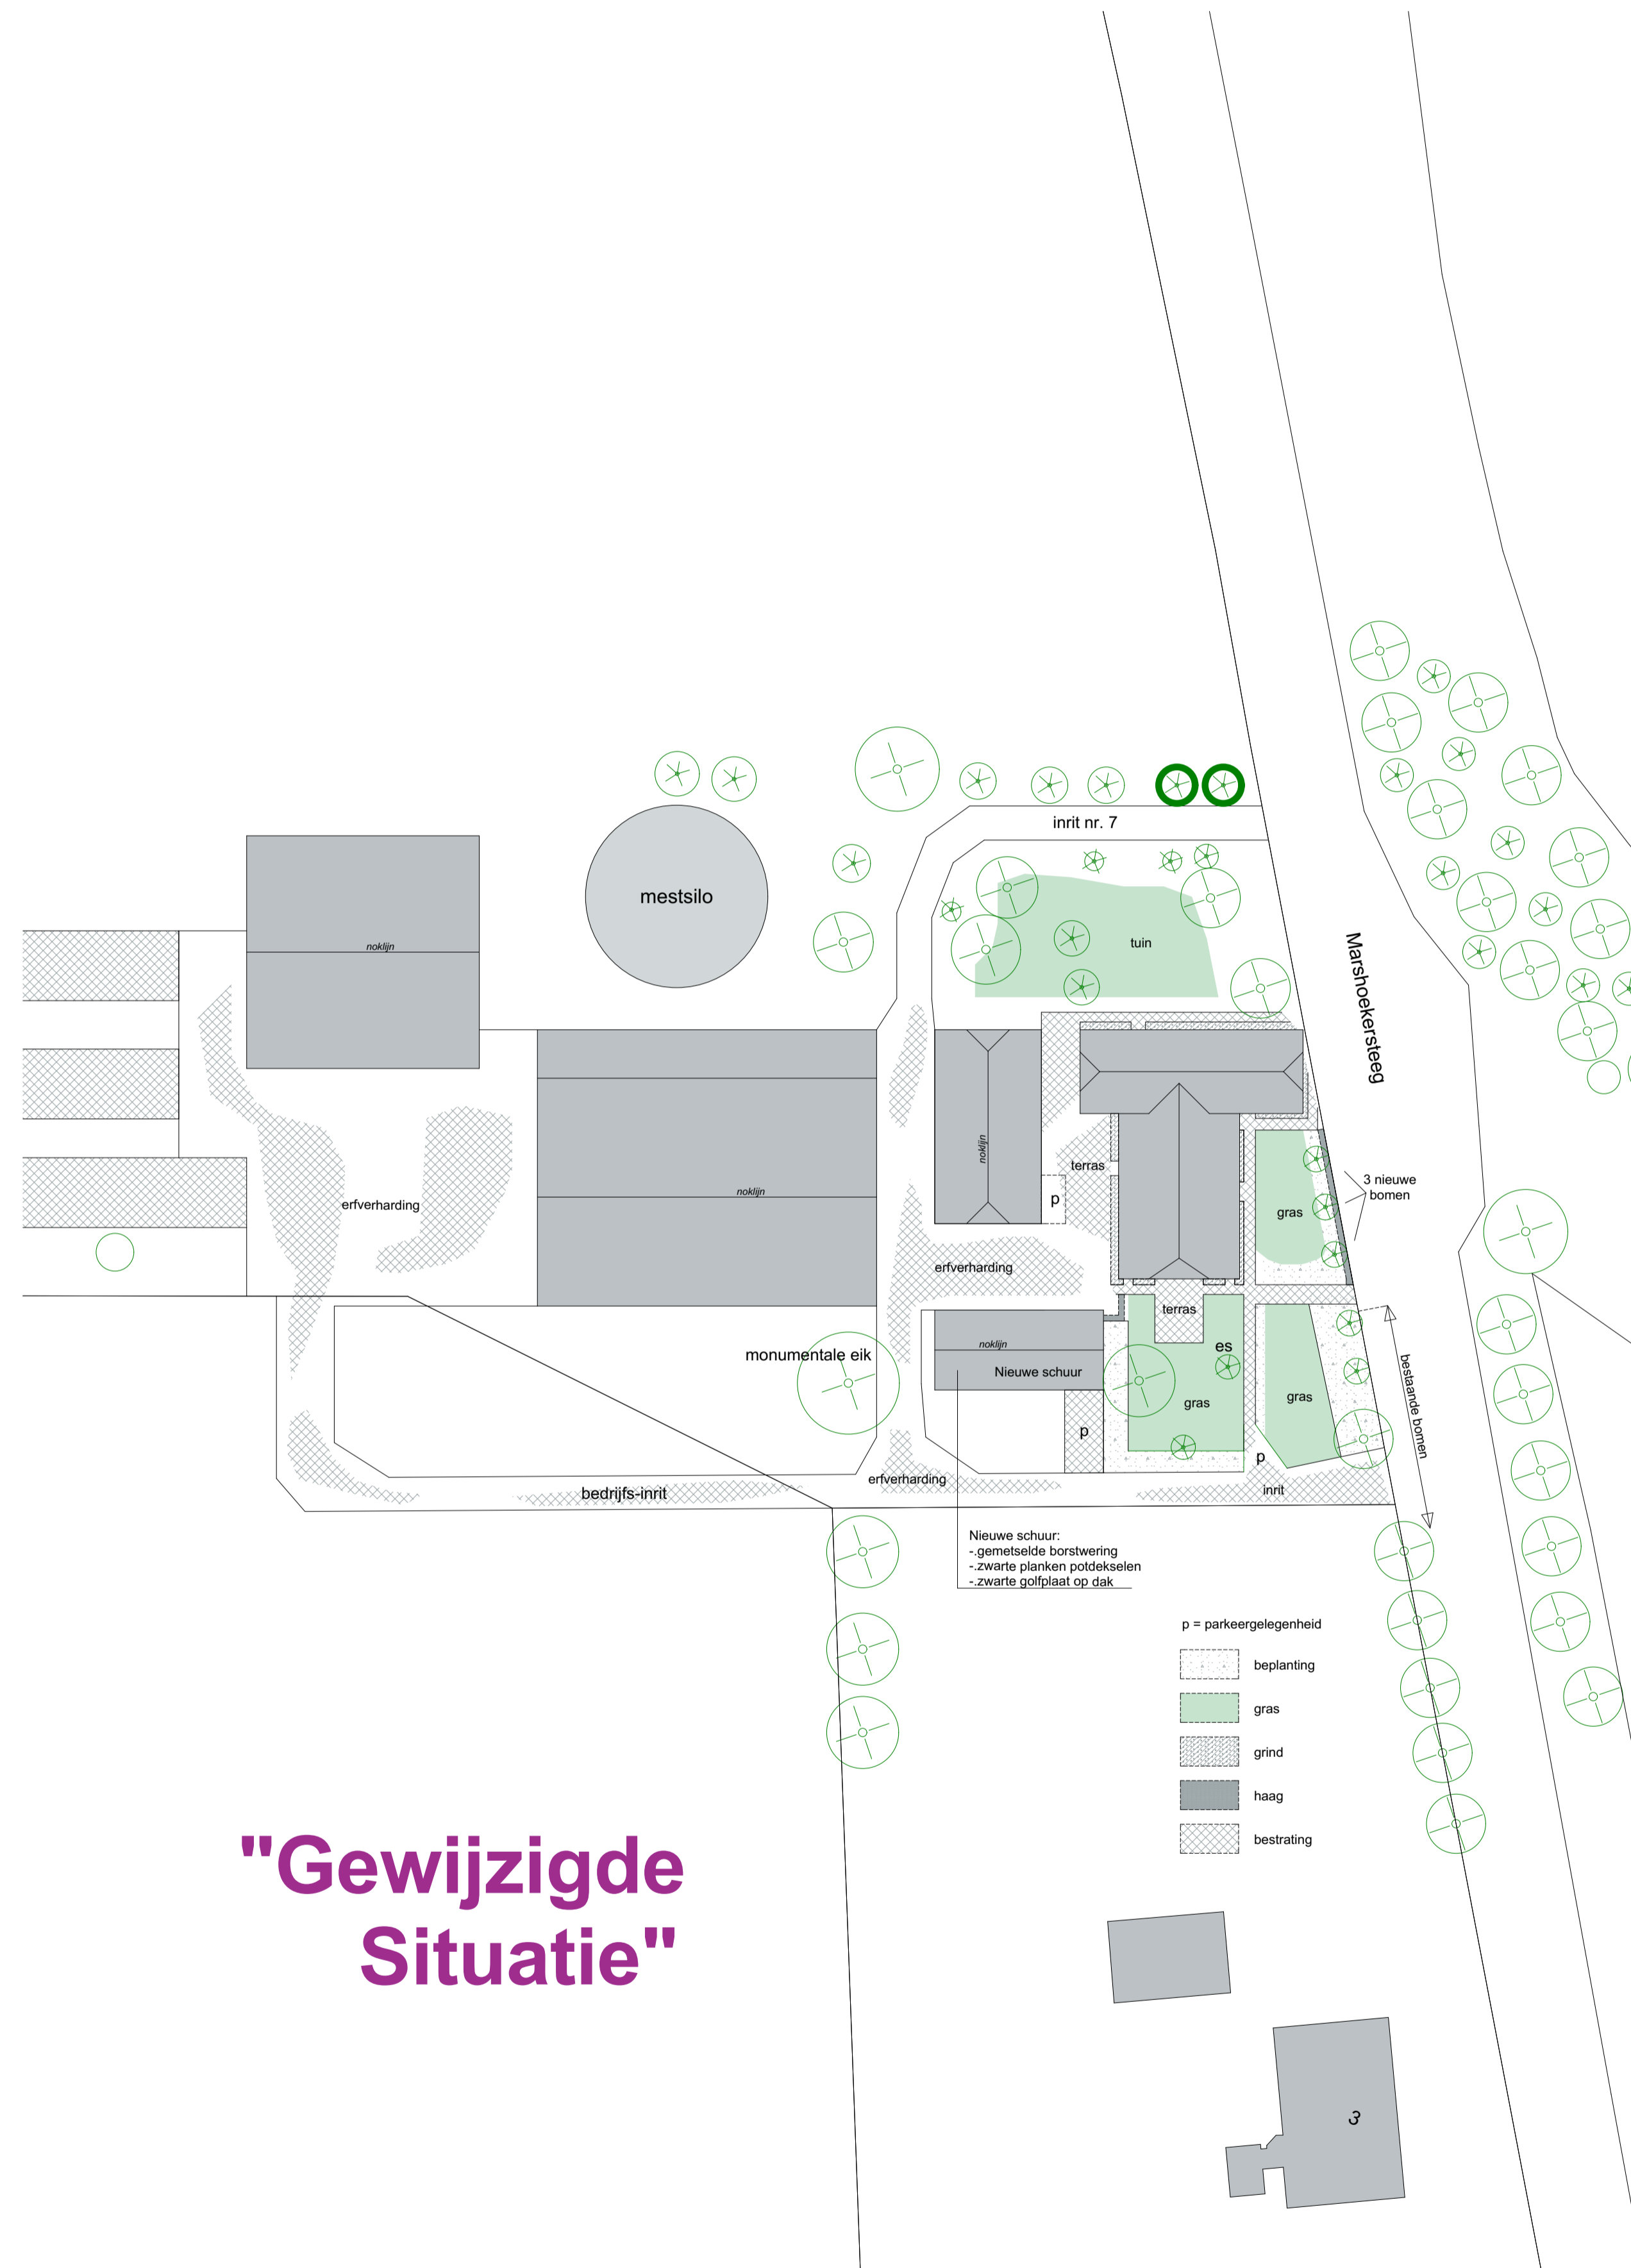 inrit nr. 7
mestsilo
tuin
noklijn
Marshoekersteeg
noklijn
terras
3 nieuwe
bomen
noklijn
p
erfverharding
gras
erfverharding
terras
noklijn
es
monumentale eik
Nieuwe schuur
bestaande bomen
gras
gras
p
p
erfverharding
bedrijfs-inrit
inrit
Nieuwe schuur:
-.gemetselde borstwering
-.zwarte planken potdekselen
-.zwarte golfplaat op dak
p = parkeergelegenheid
beplanting
gras
grind
haag
bestrating
"Gewijzigde
Situatie"
3